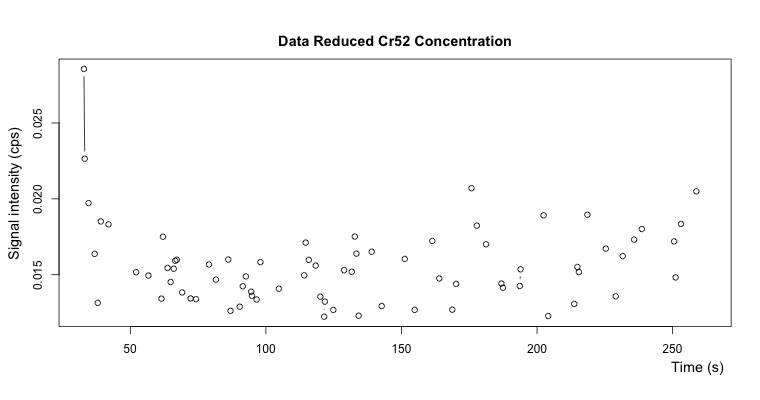 Data Reduced Cr52 Concentration
Signal intensity (cps)
0.025
0.020
0.015
50 100 150 200 250
Time (s)